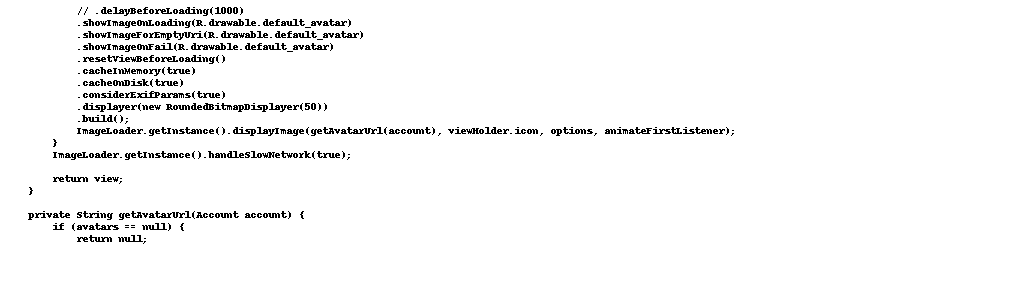 // .delayBeforeLoading(1000)
.showImageOnLoading(R.drawable.default_avatar)
.showImageForEmptyUri(R.drawable.default_avatar)
.showImageOnFail(R.drawable.default_avatar)
.resetViewBeforeLoading()
.cacheInMemory(true)
.cacheOnDisk(true)
.considerExifParams(true)
.displayer(new RoundedBitmapDisplayer(50))
.build();
ImageLoader.getInstance().displayImage(getAvatarUrl(account), viewHolder.icon, options, animateFirstListener);
}
ImageLoader.getInstance().handleSlowNetwork(true);
return view;
}
private String getAvatarUrl(Account account) {
if (avatars == null) {
return null;